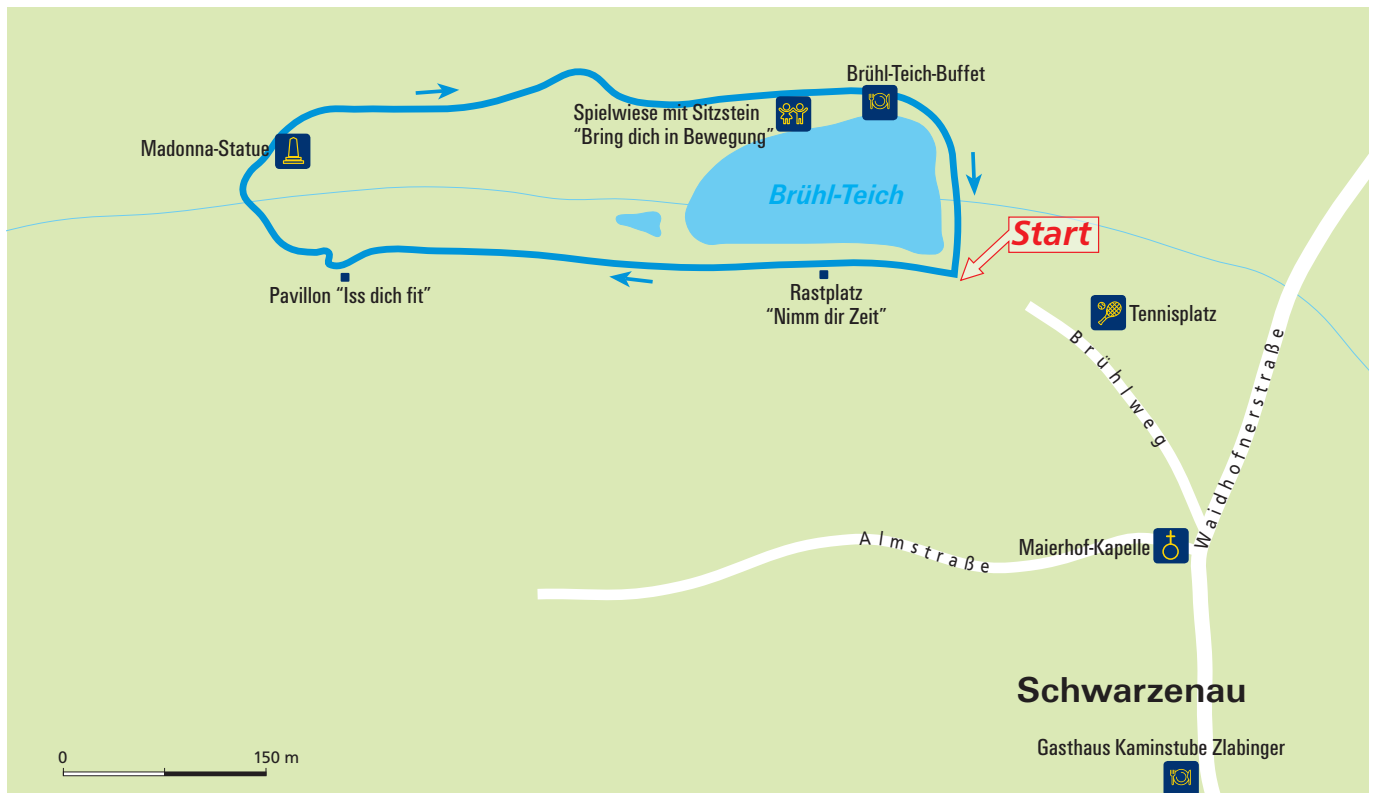 Brühl-Teich-Buffet
Spielwiese mit Sitzstein
“Bring dich in Bewegung”
Madonna-Statue
Brühl-Teich
Start
Pavillon “Iss dich fit”
Rastplatz
“Nimm dir Zeit”
Tennisplatz
Brühlweg
Waidhofnerstraße
Almstraße
Maierhof-Kapelle
Schwarzenau
Gasthaus Kaminstube Zlabinger
0 150 m